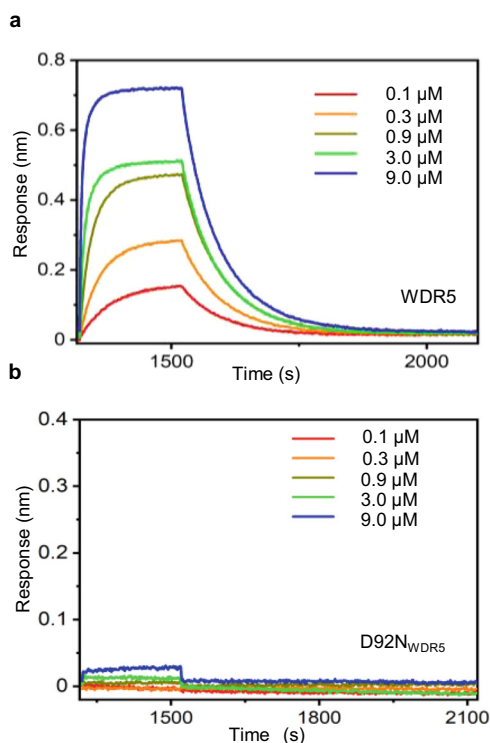 a
0.8
0.6
0.4
0.2
0
Response (nm)
0.1 µM
0.3 µM
0.9 µM
3.0 µM
9.0 µM
WDR5
1500
2000
Time (s)
b
0.4
0.3
0.2
0.1
0
Response (nm)
0.1 µM
0.3 µM
0.9 µM
3.0 µM
9.0 µM
D92N WDR5
1500
1800
2100
Time (s)